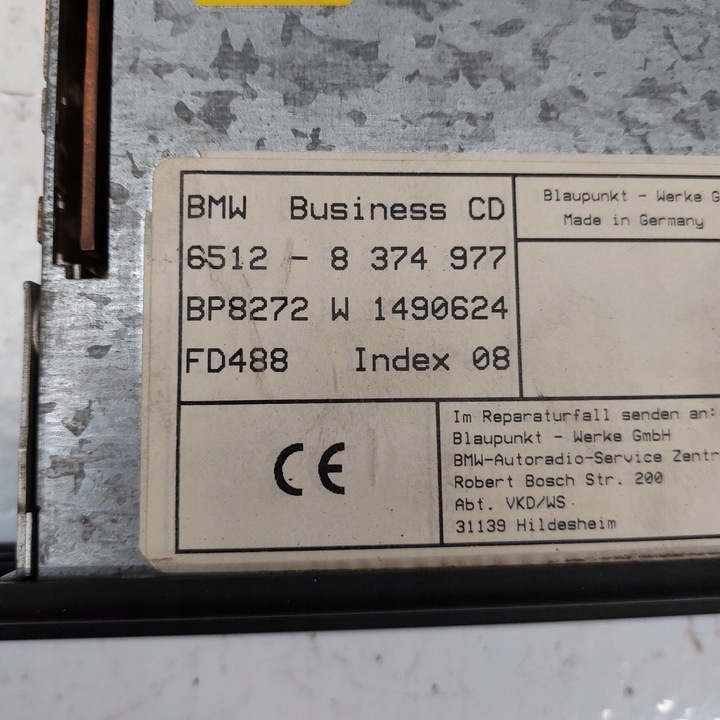 BMW Business CD
6512 - 8 374 977
BP8272 W 1490624
FD488 Index 08
Blaupunkt - Werke G
Made in Germany
CE
Im Reparaturfall senden an:
Blaupunkt - Werke GmbH
BMW-Autoradio-Service Zentr
Robert Bosch Str. 200
Abt. VKD/WS
31139 Hildesheim